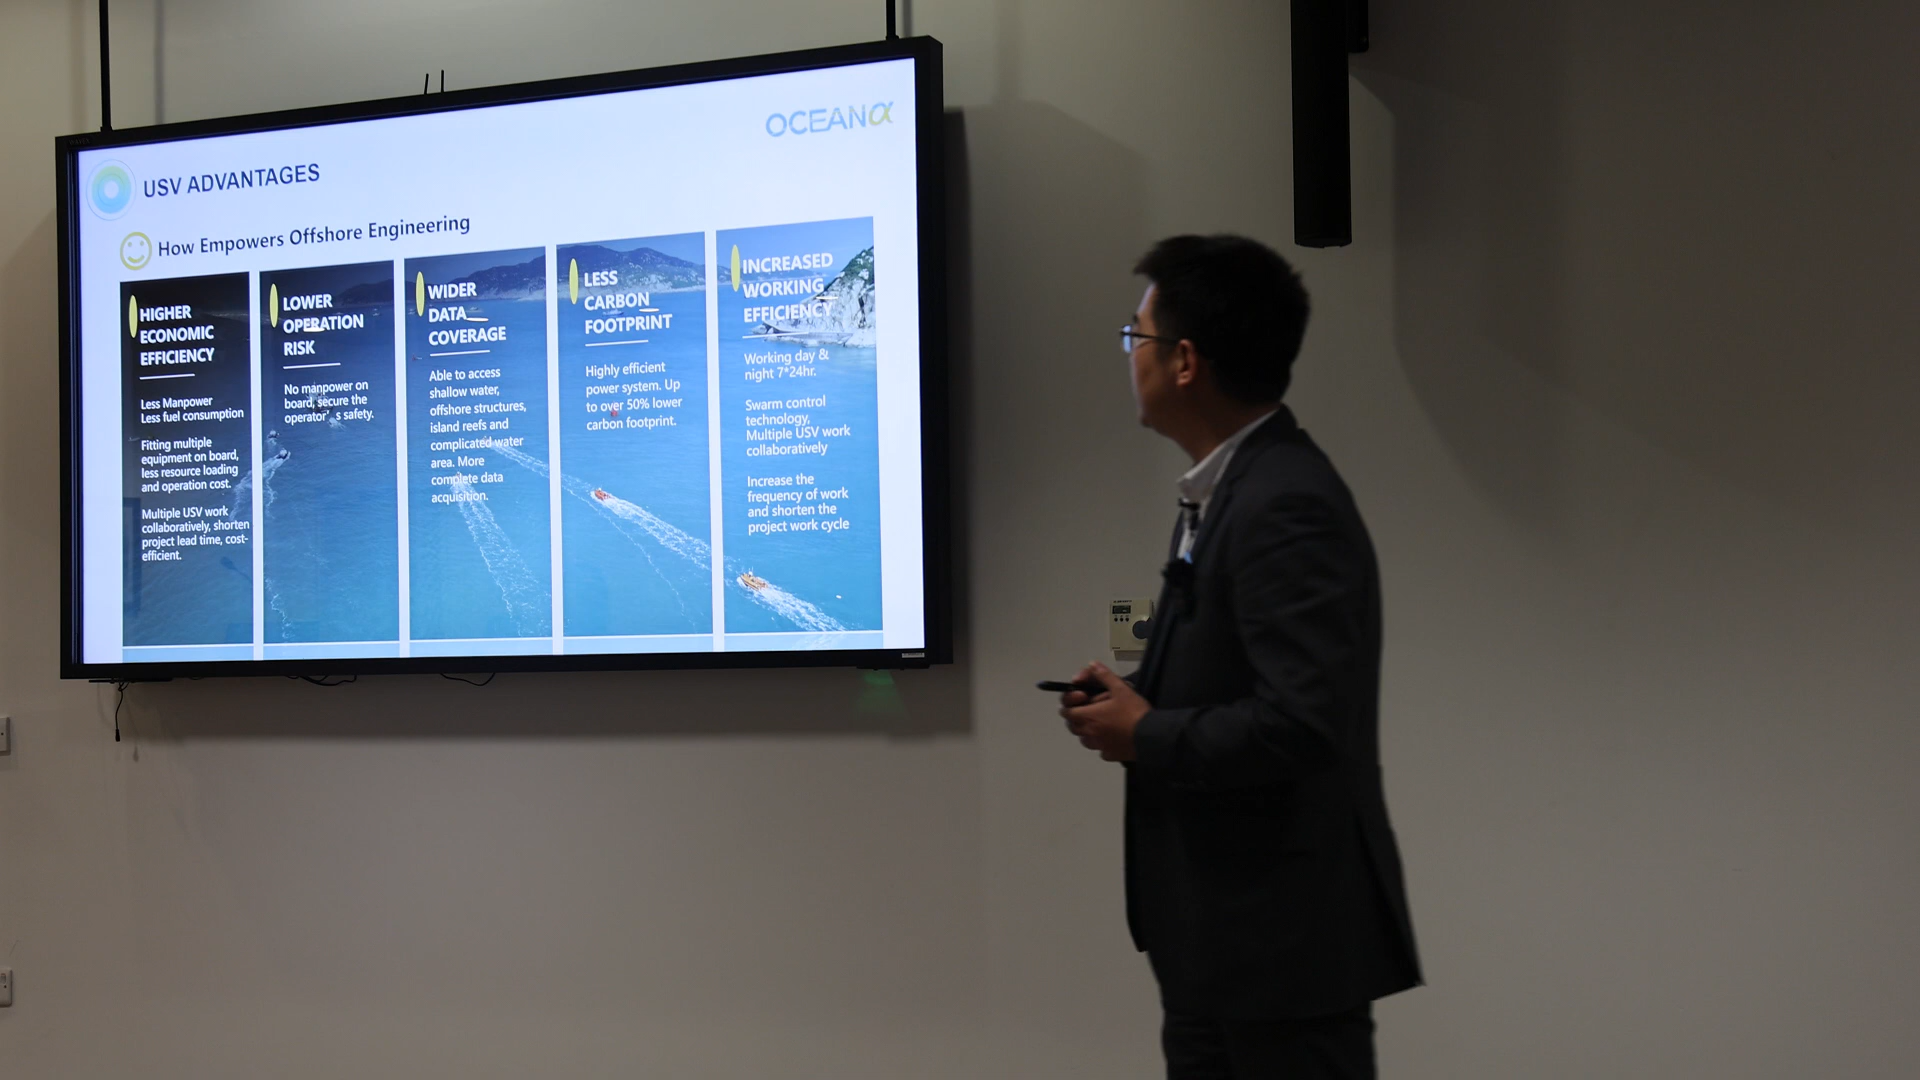 OCEANα
USV ADVANTAGES
How Empowers Offshore Engineering
HIGHER
ECONOMIC
EFFICIENCY
Less Manpower
Less fuel consumption
Fitting multiple
equipment on board,
less resource loading
and operation cost.
Multiple USV work
collaboratively, shorten
project lead time, cost-
efficient.
LOWER
OPERATION
RISK
No manpower on
board, secure the
operator’s safety.
WIDER
DATA
COVERAGE
Able to access
shallow water,
offshore structures,
island reefs and
complicated water
area. More
complete data
acquisition.
LESS
CARBON
FOOTPRINT
Highly efficient
power system. Up
to over 50% lower
carbon footprint.
INCREASED
WORKING
EFFICIENCY
Working day &
night 7*24hr.
Swarm control
technology,
Multiple USV work
collaboratively
Increase the
frequency of work
and shorten the
project work cycle